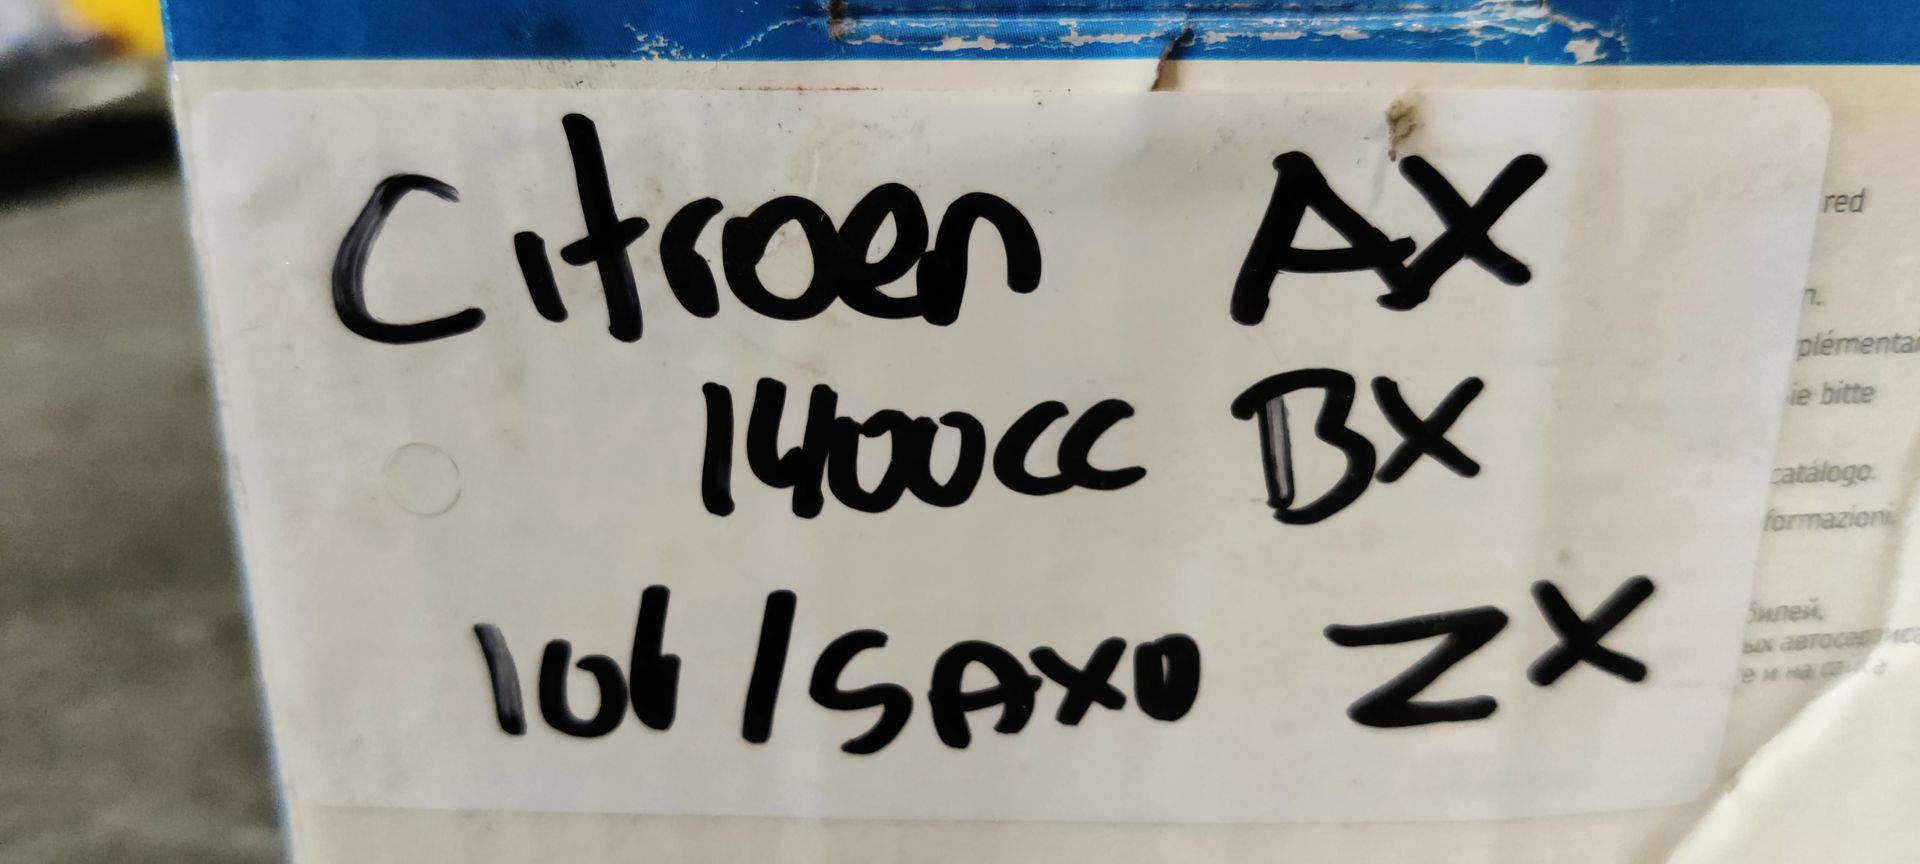 Citroen AX
1400cc BX
106/SAXO ZX
red
plémentai
ie bitte
catálogo.
formazioni.
билей,